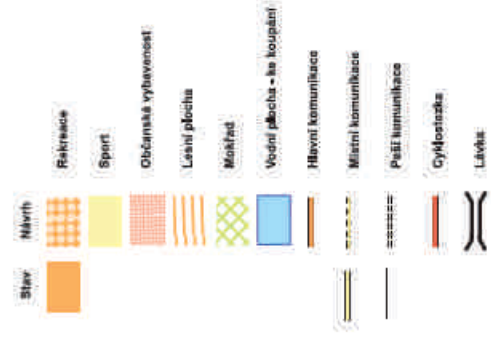 Stav
Návrh
Rekreace
Sport
Občanská vybavenost
Lesní plocha
Mokřad
Vodní plocha - ke koupání
Hlavní komunikace
Místní komunikace
Pěší komunikace
Cyklostezka
Lávka